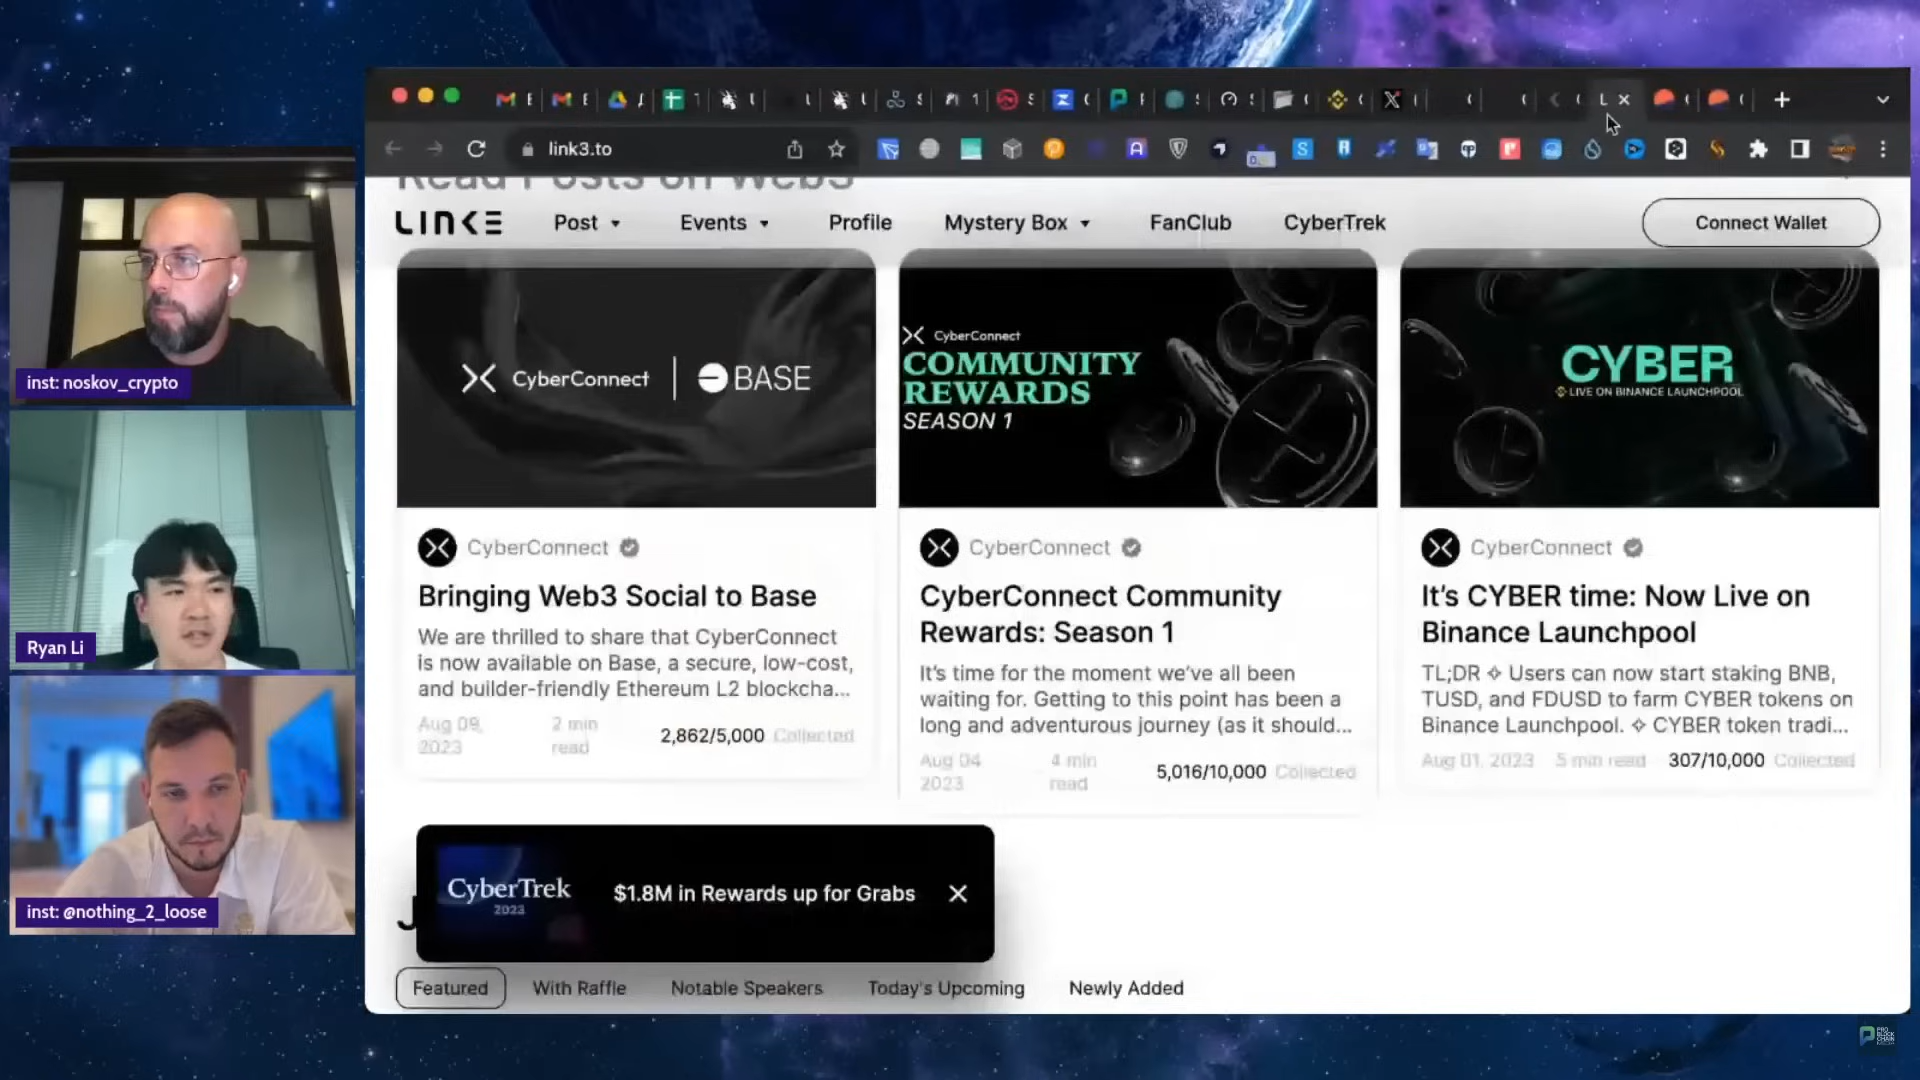 link3.to
Read Posts on Web3
LINK3
Post
Events
Profile
Mystery Box
FanClub
CyberTrek
Connect Wallet
inst: noskov_crypto
Ryan Li
inst: @nothing_2_loose
CyberConnect | BASE
CyberConnect
Bringing Web3 Social to Base
We are thrilled to share that CyberConnect
is now available on Base, a secure, low-cost,
and builder-friendly Ethereum L2 blockcha...
Aug 09,
2023
2 min
read
2,862/5,000 Collected
CyberConnect
COMMUNITY
REWARDS
SEASON 1
CyberConnect
CyberConnect Community
Rewards: Season 1
It's time for the moment we've all been
waiting for. Getting to this point has been a
long and adventurous journey (as it should...
Aug 04
2023
4 min
read
5,016/10,000 Collected
CYBER
LIVE ON BINANCE LAUNCHPOOL
CyberConnect
It's CYBER time: Now Live on
Binance Launchpool
TL;DR ✧ Users can now start staking BNB,
TUSD, and FDUSD to farm CYBER tokens on
Binance Launchpool. ✧ CYBER token tradi...
Aug 01, 2023 5 min read 307/10,000 Collected
CyberTrek
2023
$1.8M in Rewards up for Grabs
Featured
With Raffle
Notable Speakers
Today's Upcoming
Newly Added
PRO
BLOCK
CHAIN